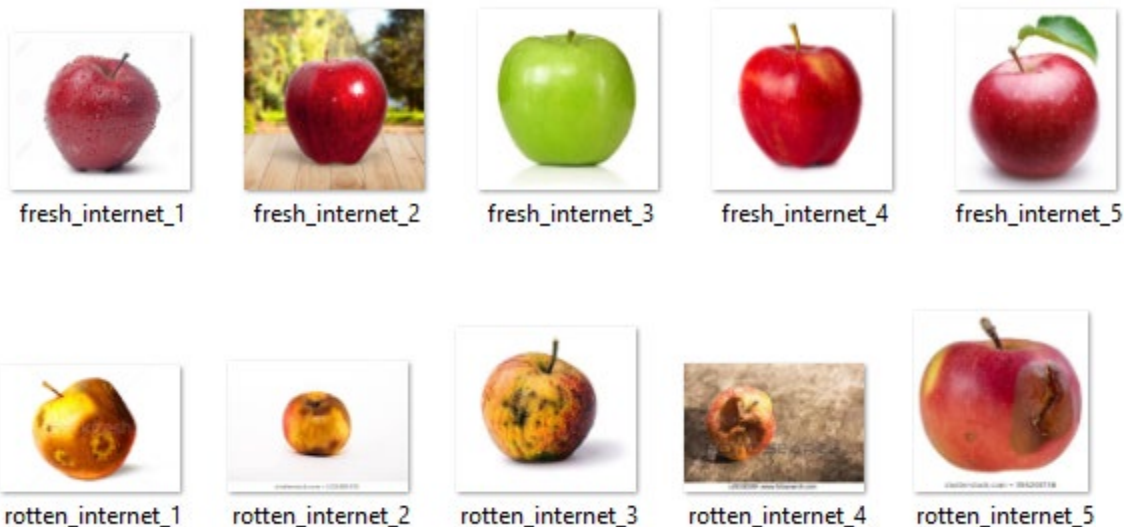 fresh_internet_1
fresh_internet_2
fresh_internet_3
fresh_internet_4
fresh_internet_5
rotten_internet_1
rotten_internet_2
rotten_internet_3
rotten_internet_4
rotten_internet_5